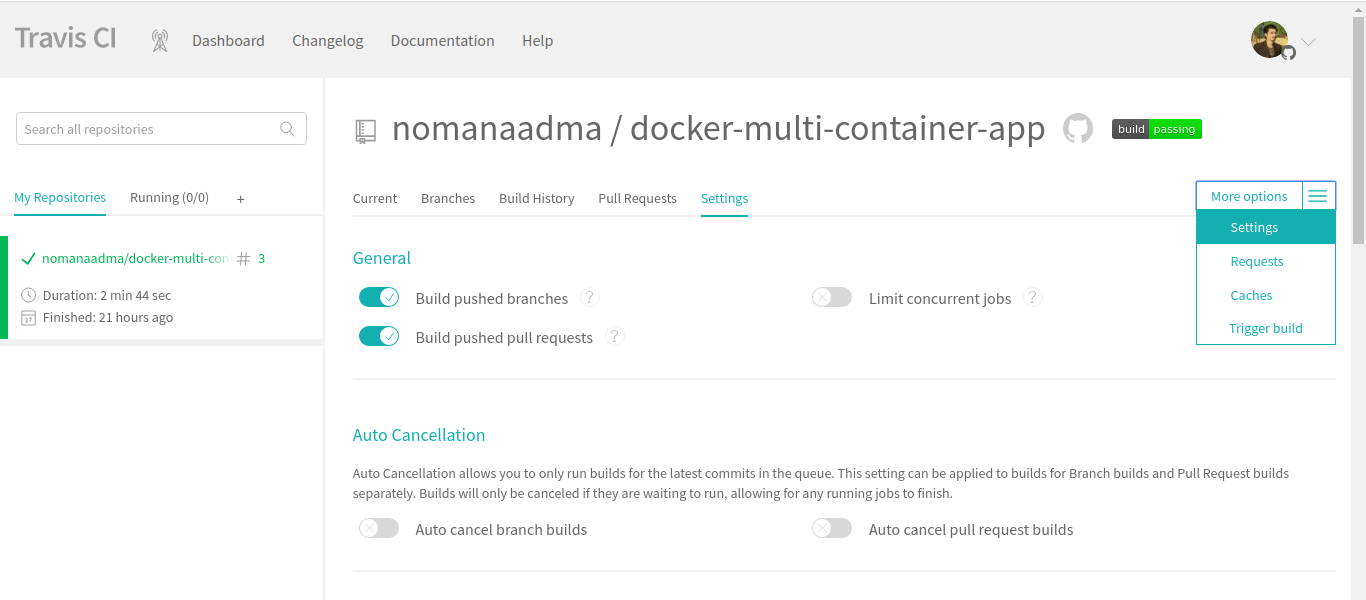 Travis CI
Dashboard Changelog Documentation Help
Search all repositories
nomanaadma / docker-multi-container-app
build passing
My Repositories Running (0/0) +
Current Branches Build History Pull Requests Settings
More options
Settings
Requests
Caches
Trigger build
nomanaadma/docker-multi-con # 3
Duration: 2 min 44 sec
Finished: 21 hours ago
General
Build pushed branches ?
Limit concurrent jobs ?
Build pushed pull requests ?
Auto Cancellation
Auto Cancellation allows you to only run builds for the latest commits in the queue. This setting can be applied to builds for Branch builds and Pull Request builds
separately. Builds will only be canceled if they are waiting to run, allowing for any running jobs to finish.
Auto cancel branch builds
Auto cancel pull request builds